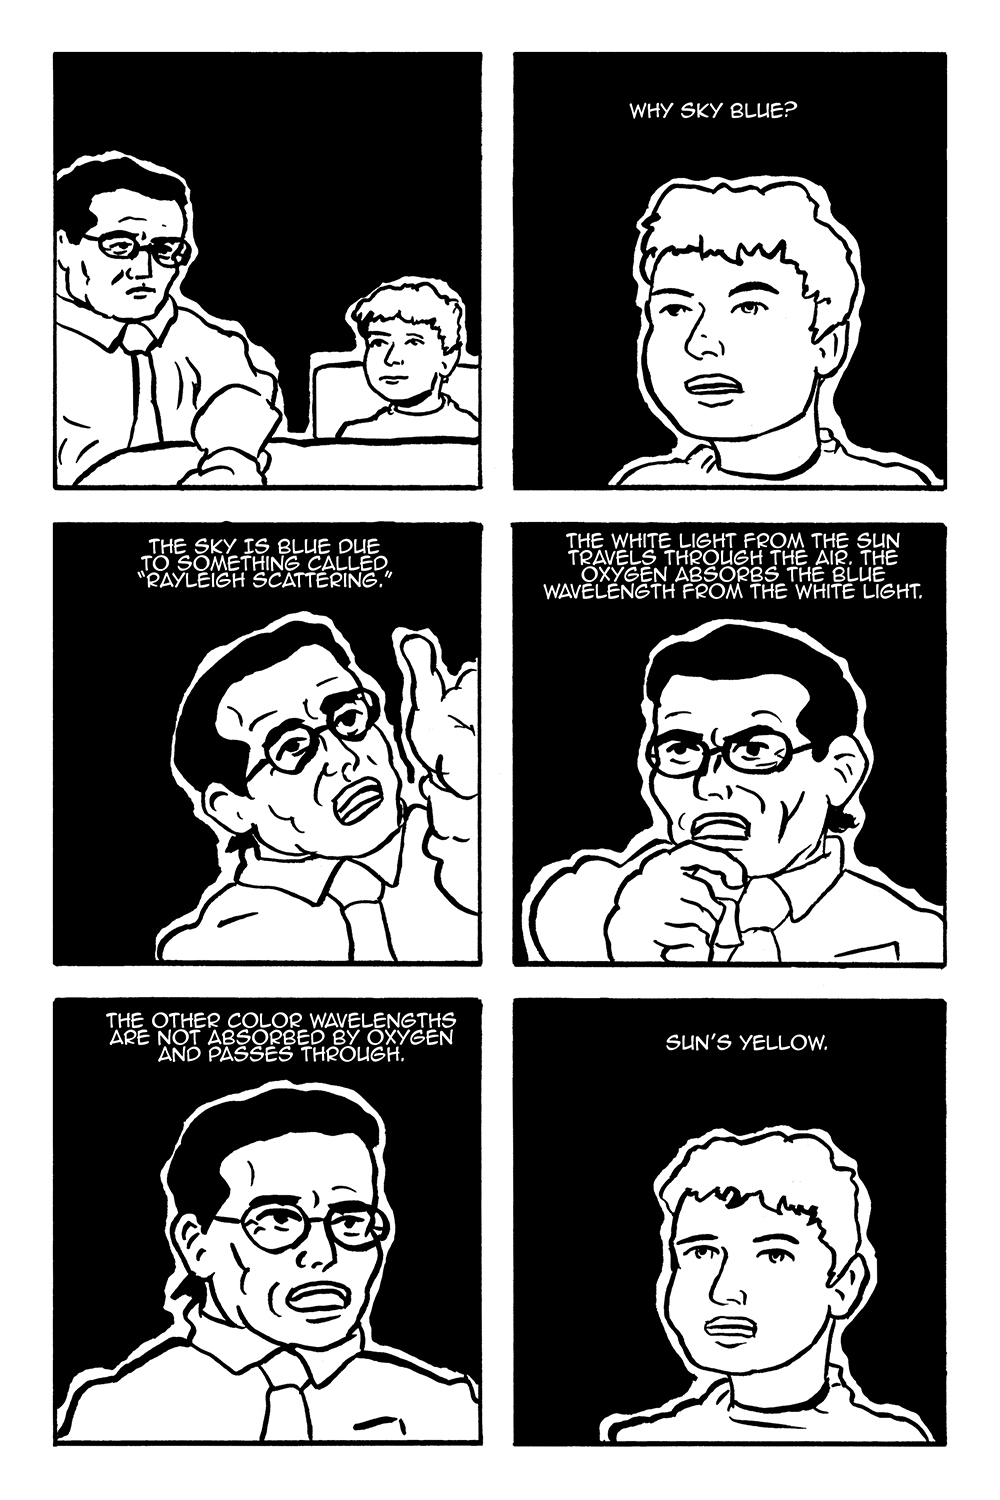 WHY SKY BLUE?
THE SKY IS BLUE DUE
TO SOMETHING CALLED
"RAYLEIGH SCATTERING."
THE WHITE LIGHT FROM THE SUN
TRAVELS THROUGH THE AIR. THE
OXYGEN ABSORBS THE BLUE
WAVELENGTH FROM THE WHITE LIGHT.
THE OTHER COLOR WAVELENGTHS
ARE NOT ABSORBED BY OXYGEN
AND PASSES THROUGH.
SUN'S YELLOW.